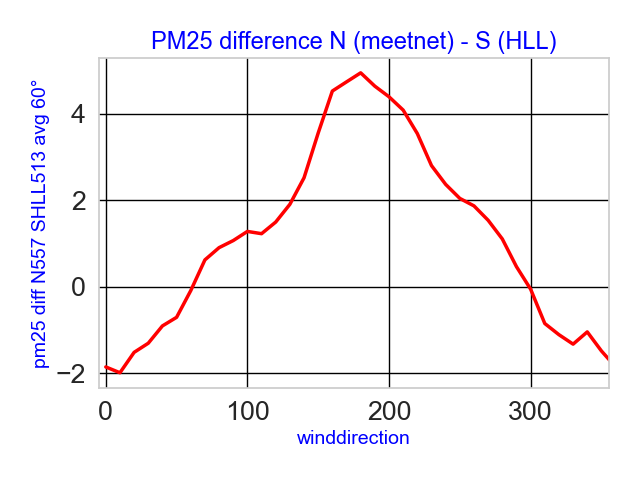 PM25 difference N (meetnet) - S (HLL)
pm25 diff N557 SHLL513 avg 60°
4
2
0
−2
0 100 200 300
winddirection